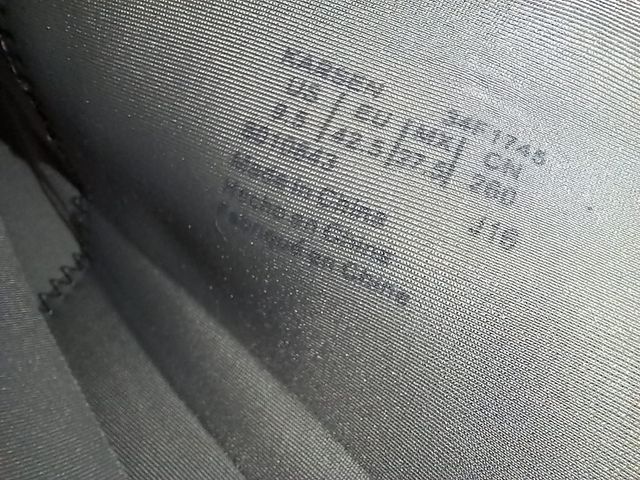 34F1745
US / EU / MX / CN
9.5 / 42.5 / 27.5 / 260
J16
Made in China
Hecho en China
Fabriqué en Chine